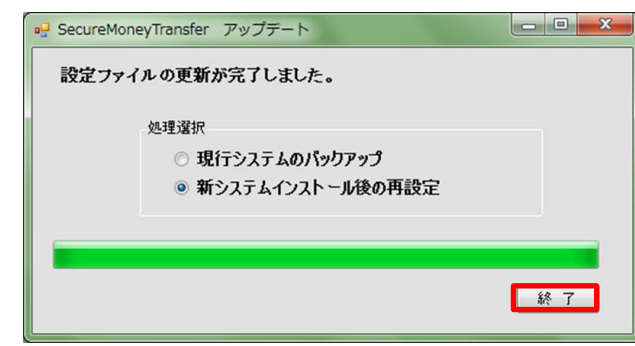 SecureMoneyTransfer アップデート
設定ファイルの更新が完了しました。
処理選択
現行システムのバックアップ
新システムインストール後の再設定
終 了